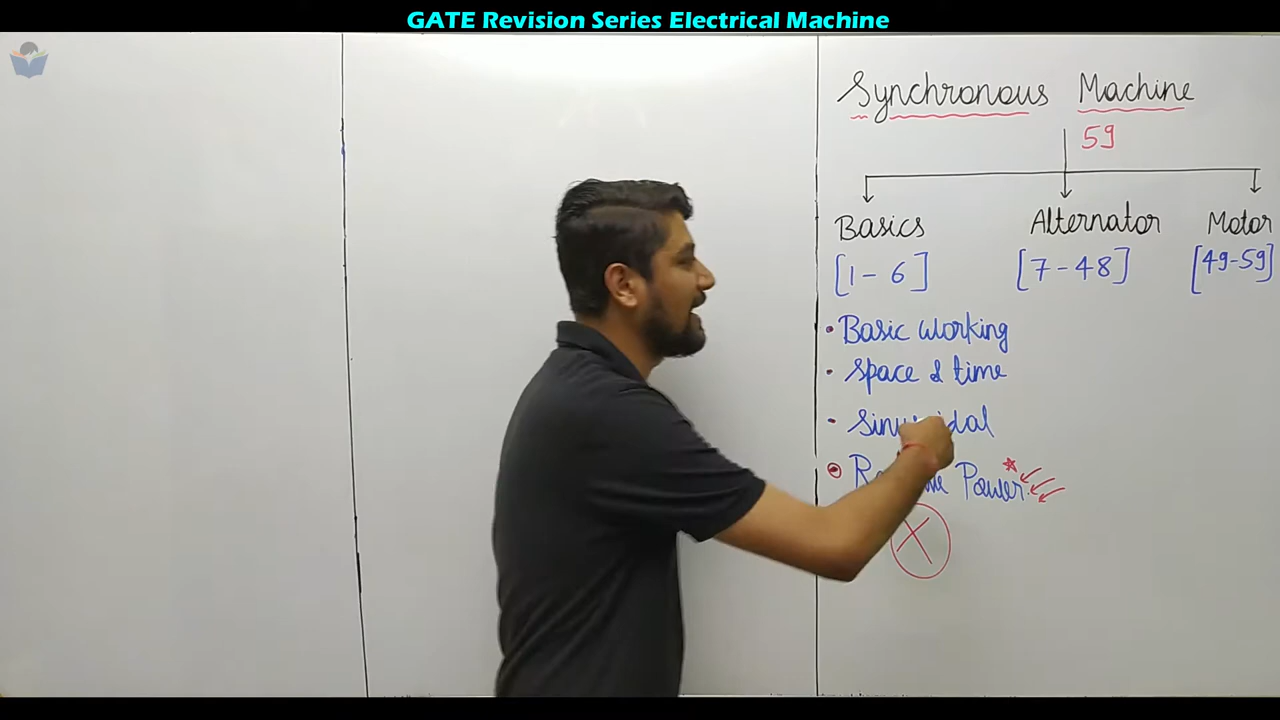 GATE Revision Series Electrical Machine
Synchronous Machine
59
Basics Alternator Motor
[1-6] [7-48] [49-59]
• Basic working
• Space & time
• Power